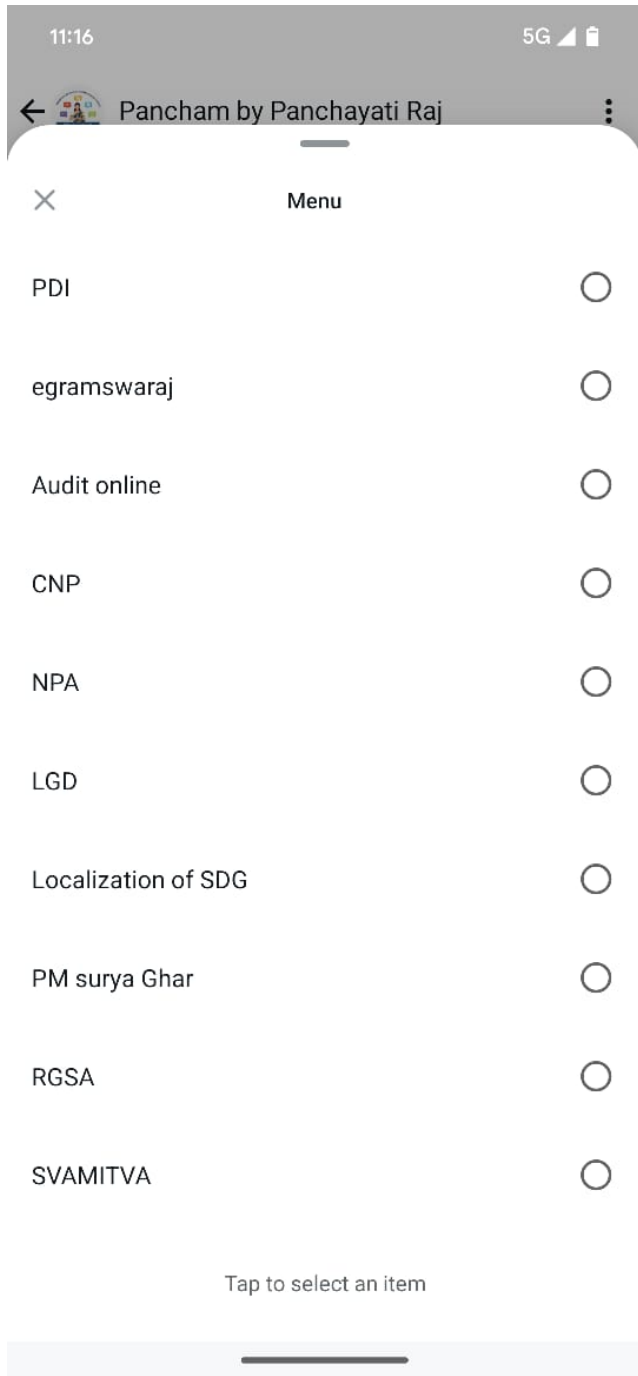 11:16 5G
Pancham by Panchayati Raj
Menu
PDI
egramswaraj
Audit online
CNP
NPA
LGD
Localization of SDG
PM surya Ghar
RGSA
SVAMITVA
Tap to select an item